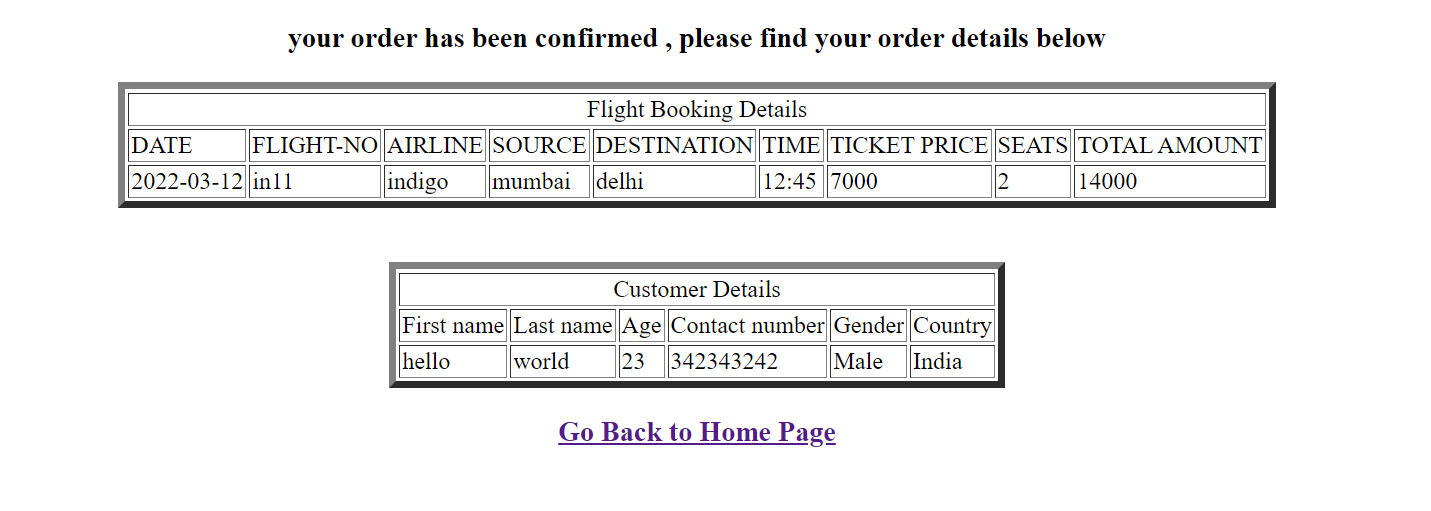 your order has been confirmed , please find your order details below
Flight Booking Details
DATE FLIGHT-NO AIRLINE SOURCE DESTINATION TIME TICKET PRICE SEATS TOTAL AMOUNT
2022-03-12 in11 indigo mumbai delhi 12:45 7000 2 14000
Customer Details
First name Last name Age Contact number Gender Country
hello world 23 342343242 Male India
Go Back to Home Page